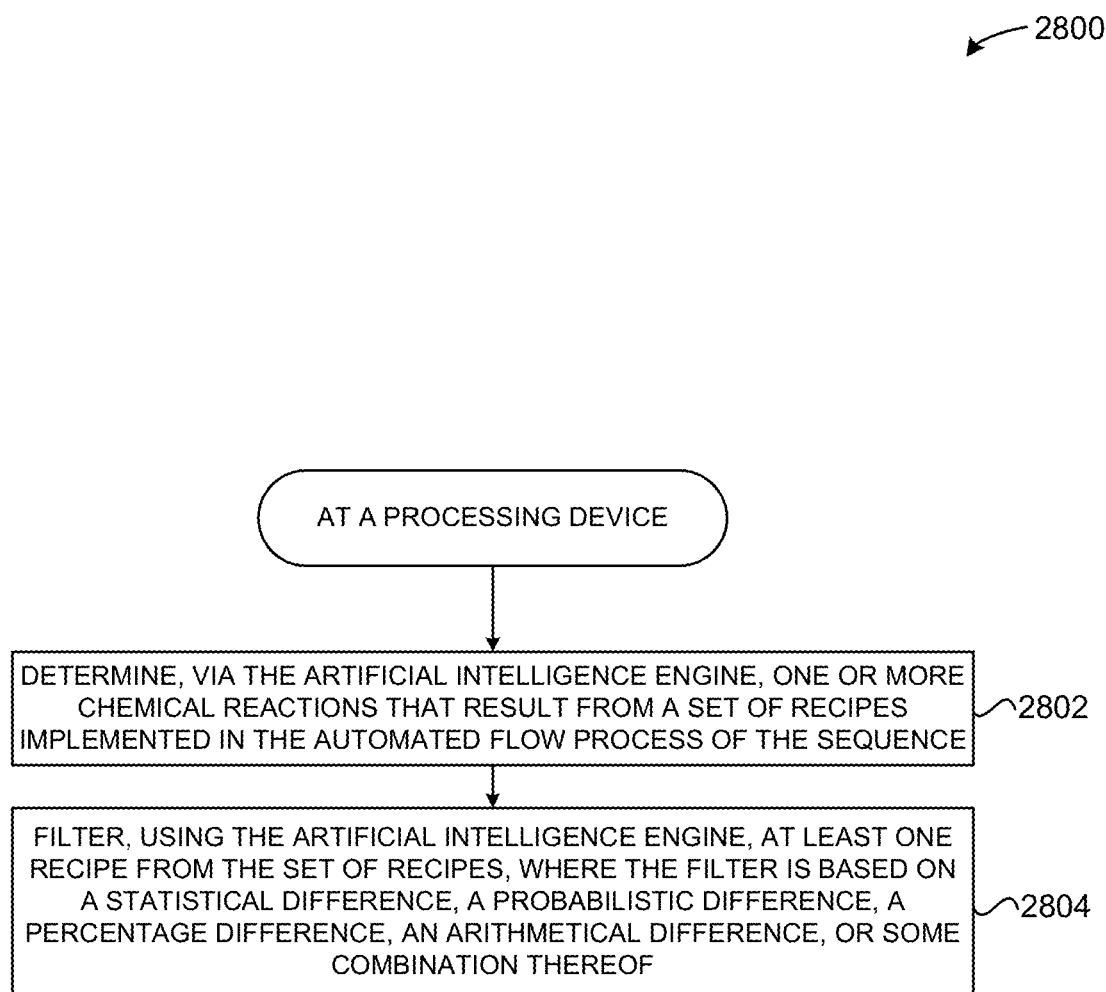 2800
AT A PROCESSING DEVICE
DETERMINE, VIA THE ARTIFICIAL INTELLIGENCE ENGINE, ONE OR MORE
CHEMICAL REACTIONS THAT RESULT FROM A SET OF RECIPES
IMPLEMENTED IN THE AUTOMATED FLOW PROCESS OF THE SEQUENCE
2802
FILTER, USING THE ARTIFICIAL INTELLIGENCE ENGINE, AT LEAST ONE
RECIPE FROM THE SET OF RECIPES, WHERE THE FILTER IS BASED ON
A STATISTICAL DIFFERENCE, A PROBABILISTIC DIFFERENCE, A
PERCENTAGE DIFFERENCE, AN ARITHMETICAL DIFFERENCE, OR SOME
COMBINATION THEREOF
2804